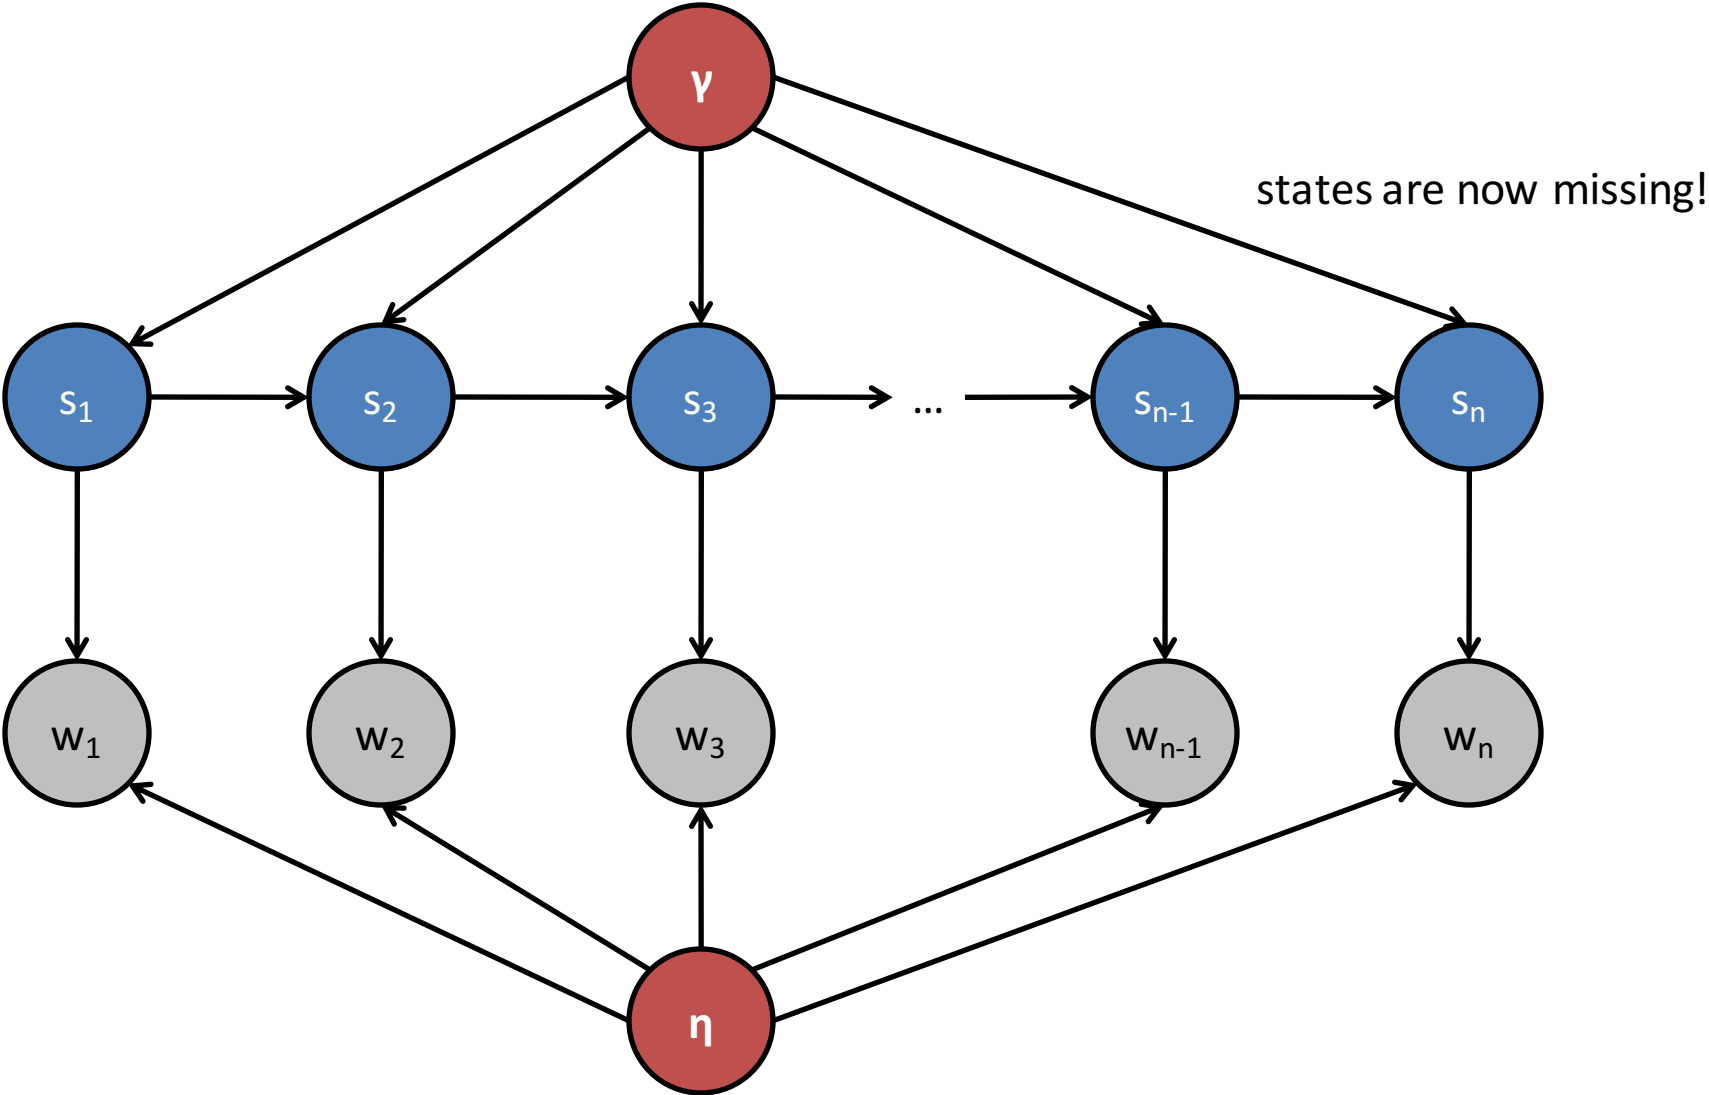 γ
states are now missing!
s₁ s₂ s₃ ... sₙ₋₁ sₙ
w₁ w₂ w₃ wₙ₋₁ wₙ
η